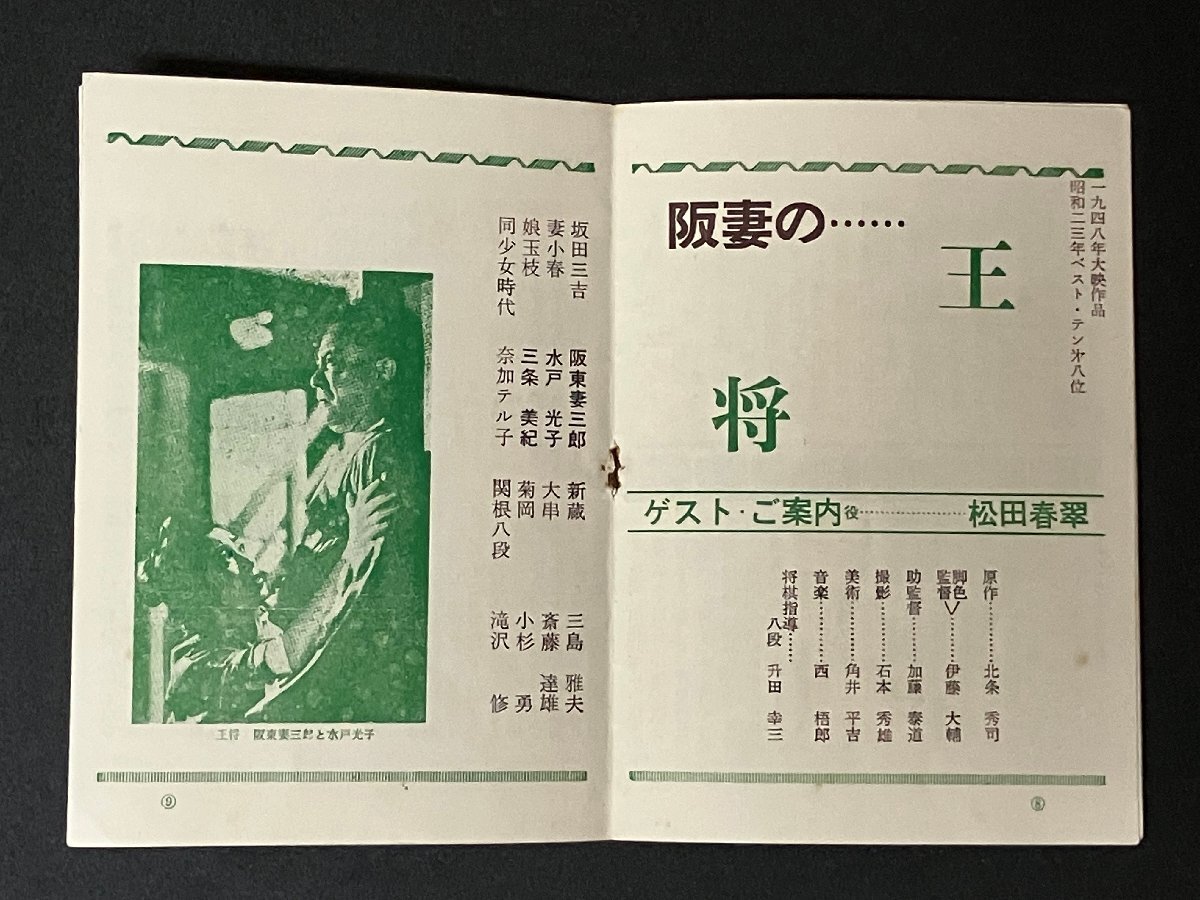 一九四八年大映作品
昭和二三年ベスト・テン㐧八位
阪妻の……
王
将
ゲスト・ご案内役…………松田春翠
原作…………北条 秀司
脚色
監督＞……伊藤 大輔
助監督………加藤 泰道
撮影…………石本 秀雄
美術…………角井 平吉
音楽…………西 梧郎
将棋指導……
八段 升田 幸三
⑧
坂田三吉 阪東妻三郎
妻小春 水戸 光子
娘玉枝 三条 美紀
同少女時代 奈加テル子
新蔵 三島 雅夫
大串 斎藤 達雄
菊岡 小杉 勇
関根八段 滝沢 修
王将 阪東妻三郎と水戸光子
⑨